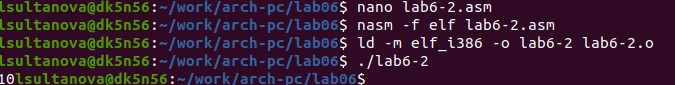 lsultanova@dk5n56:~/work/arch-pc/lab06$ nano lab6-2.asm
lsultanova@dk5n56:~/work/arch-pc/lab06$ nasm -f elf lab6-2.asm
lsultanova@dk5n56:~/work/arch-pc/lab06$ ld -m elf_i386 -o lab6-2 lab6-2.o
lsultanova@dk5n56:~/work/arch-pc/lab06$ ./lab6-2
10lsultanova@dk5n56:~/work/arch-pc/lab06$